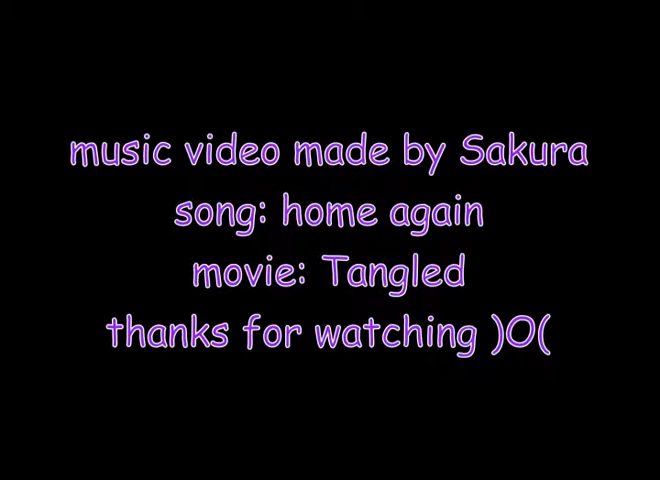 music video made by Sakura
song: home again
movie: Tangled
thanks for watching )O(